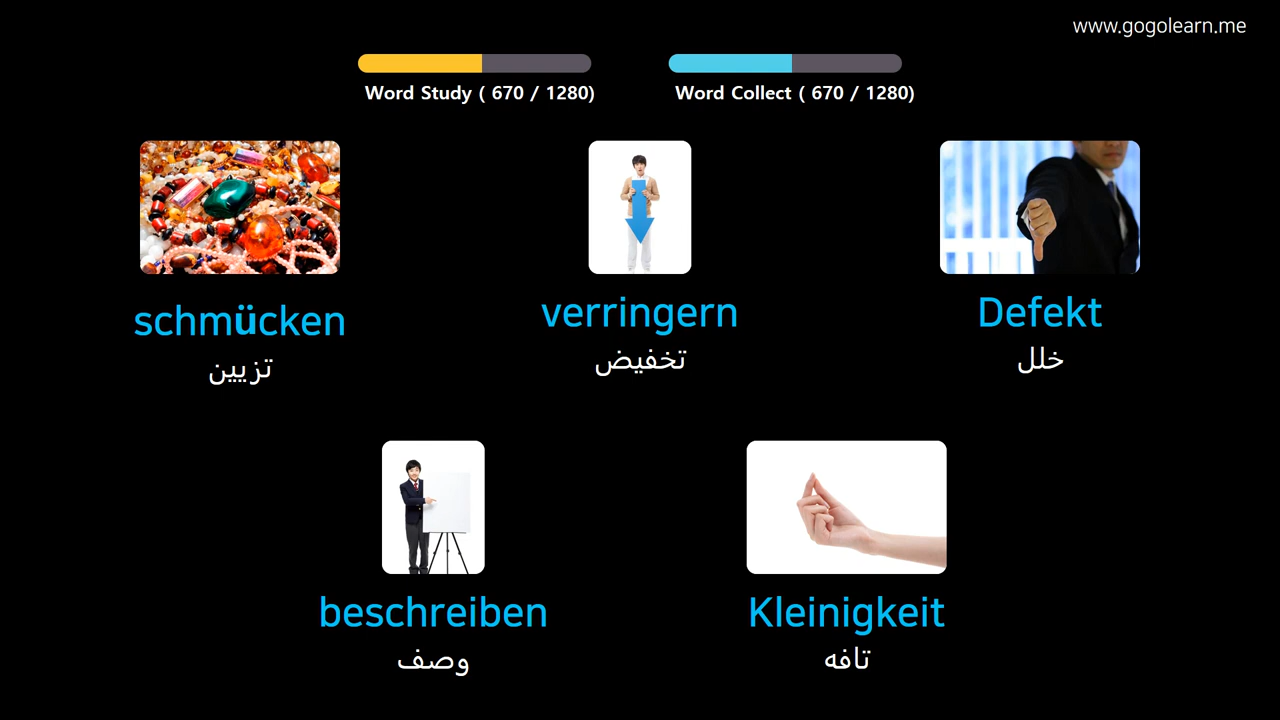 www.gogolearn.me
Word Study ( 670 / 1280)
Word Collect ( 670 / 1280)
schmücken
تزيين
verringern
تخفيض
Defekt
خلل
beschreiben
وصف
Kleinigkeit
تافه